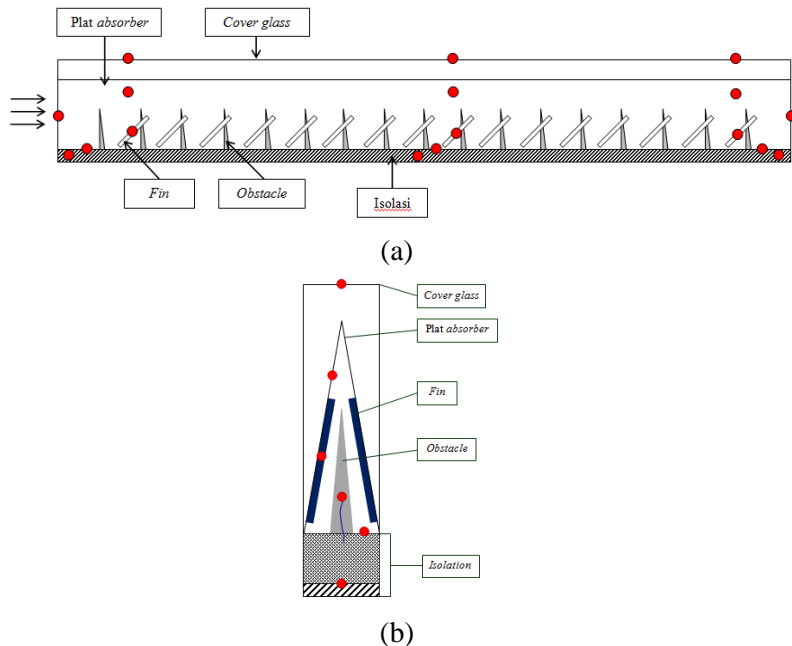 Plat absorber
Cover glass
Fin
Obstacle
Isolasi
(a)
Cover glass
Plat absorber
Fin
Obstacle
Isolation
(b)